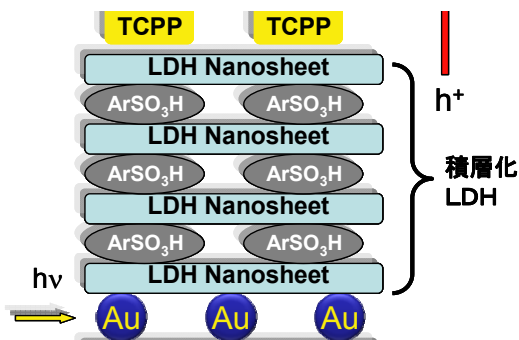 TCPP TCPP
LDH Nanosheet
ArSO₃H ArSO₃H
LDH Nanosheet
ArSO₃H ArSO₃H
LDH Nanosheet
ArSO₃H ArSO₃H
LDH Nanosheet
Au Au Au
hν
h⁺
積層化
LDH